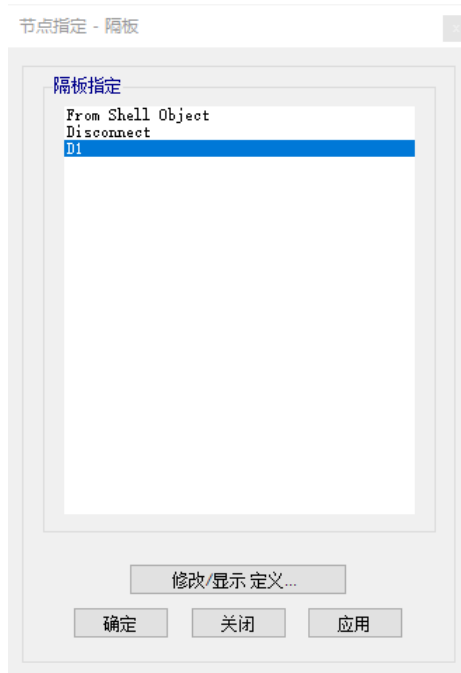 节点指定 - 隔板
隔板指定
From Shell Object
Disconnect
D1
修改/显示 定义...
确定
关闭
应用